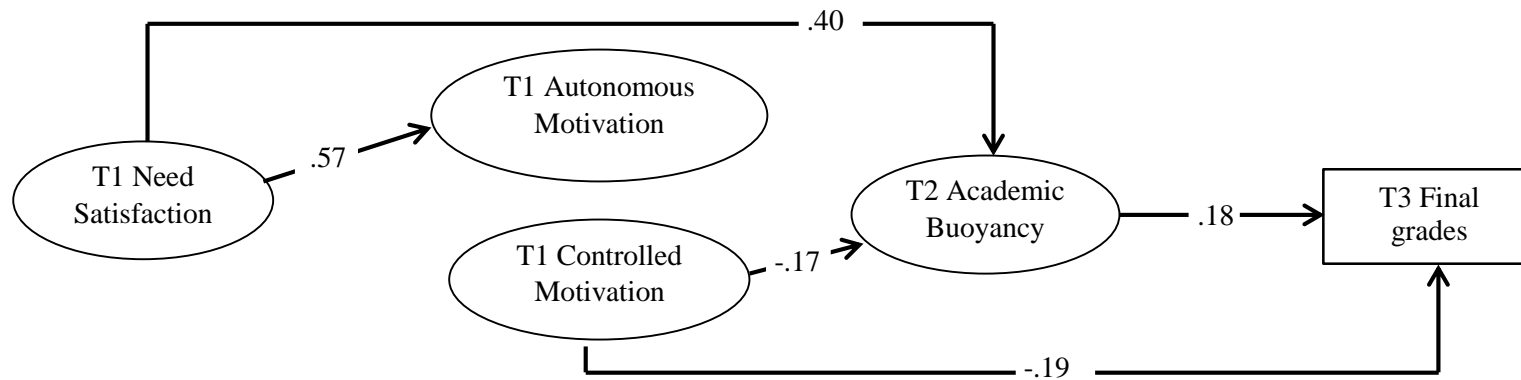 .40
T1 Autonomous
Motivation
.57
T1 Need
Satisfaction
T2 Academic
Buoyancy
.18
T3 Final
grades
T1 Controlled
Motivation
-.17
-.19